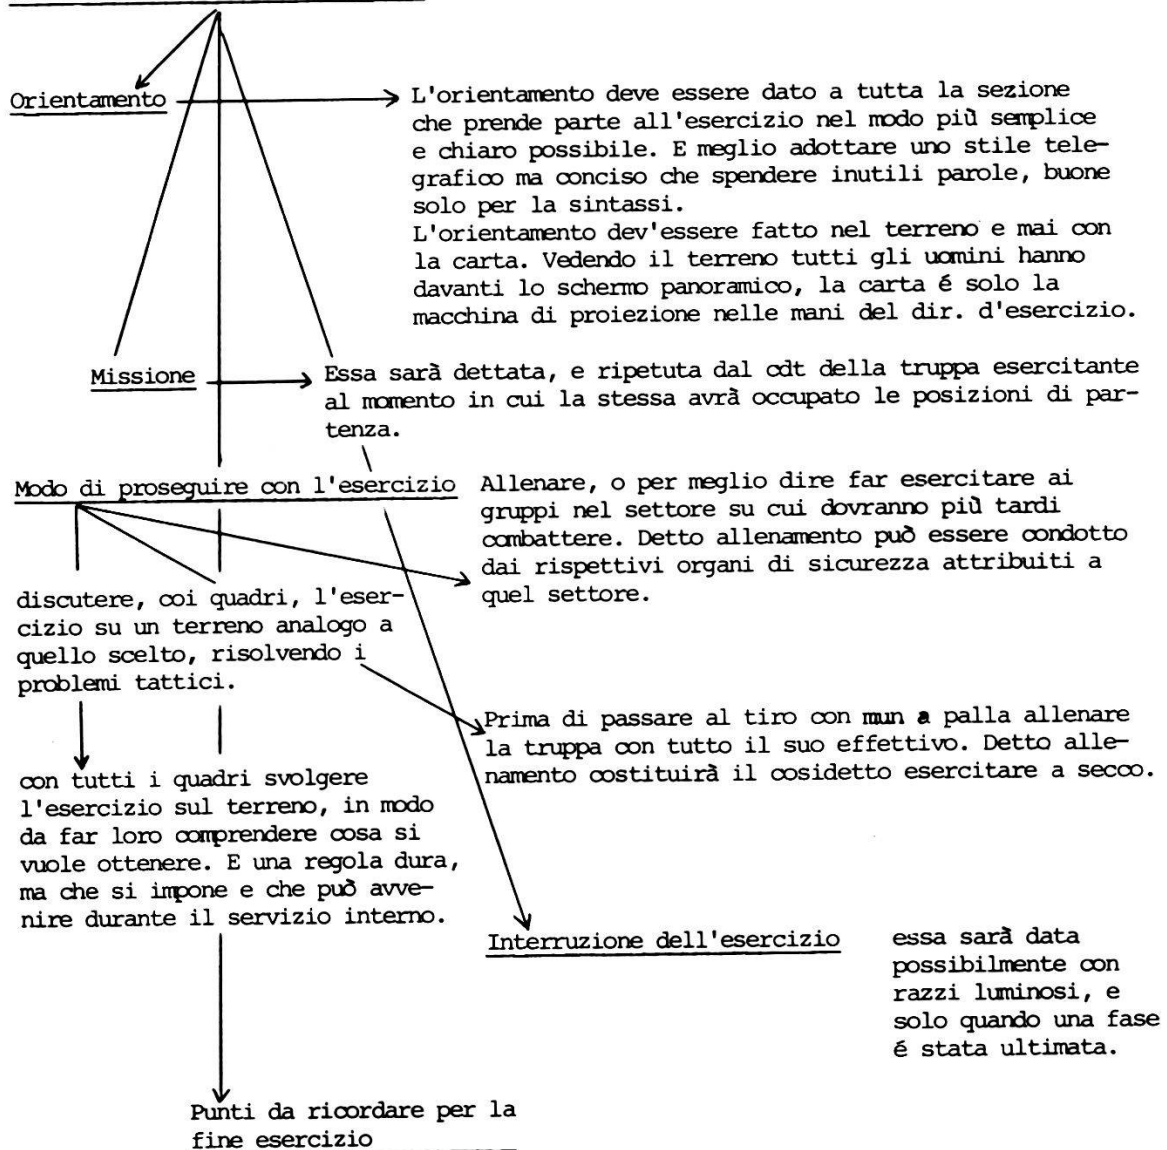 Orientamento
L'orientamento deve essere dato a tutta la sezione
che prende parte all'esercizio nel modo più semplice
e chiaro possibile. E meglio adottare uno stile tele-
grafico ma conciso che spendere inutili parole, buone
solo per la sintassi.
L'orientamento dev'essere fatto nel terreno e mai con
la carta. Vedendo il terreno tutti gli uomini hanno
davanti lo schermo panoramico, la carta é solo la
macchina di proiezione nelle mani del dir. d'esercizio.
Missione
Essa sarà dettata, e ripetuta dal cdt della truppa esercitante
al momento in cui la stessa avrà occupato le posizioni di par-
tenza.
Modo di proseguire con l'esercizio
Allenare, o per meglio dire far esercitare ai
gruppi nel settore su cui dovranno più tardi
combattere. Detto allenamento può essere condotto
dai rispettivi organi di sicurezza attribuiti a
quel settore.
discutere, coi quadri, l'eser-
cizio su un terreno analogo a
quello scelto, risolvendo i
problemi tattici.
Prima di passare al tiro con mun a palla allenare
la truppa con tutto il suo effettivo. Detto alle-
namento costituirà il cosidetto esercitare a secco.
con tutti i quadri svolgere
l'esercizio sul terreno, in modo
da far loro comprendere cosa si
vuole ottenere. E una regola dura,
ma che si impone e che può avve-
nire durante il servizio interno.
Interruzione dell'esercizio
essa sarà data
possibilmente con
razzi luminosi, e
solo quando una fase
é stata ultimata.
Punti da ricordare per la
fine esercizio